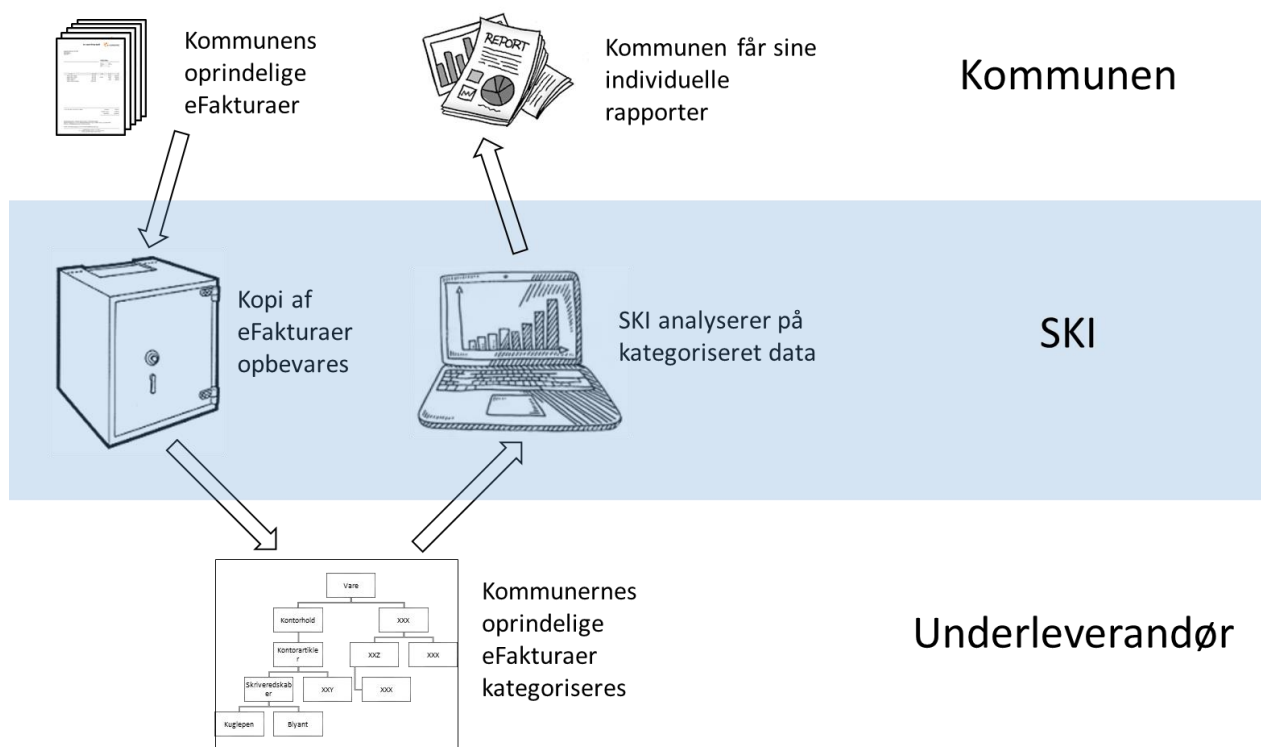 Kommunens
oprindelige
eFakturaer
REPORT
Kommunen får sine
individuelle
rapporter
Kommunen
Kopi af
eFakturaer
opbevares
SKI analyserer på
kategoriseret data
SKI
Vare
Kontorhold
XXX
Kontorartikle
r
XXZ
XXX
Skriveredskab
er
XXY
XXX
Kuglepen
Blyant
Kommunernes
oprindelige
eFakturaer
kategoriseres
Underleverandør